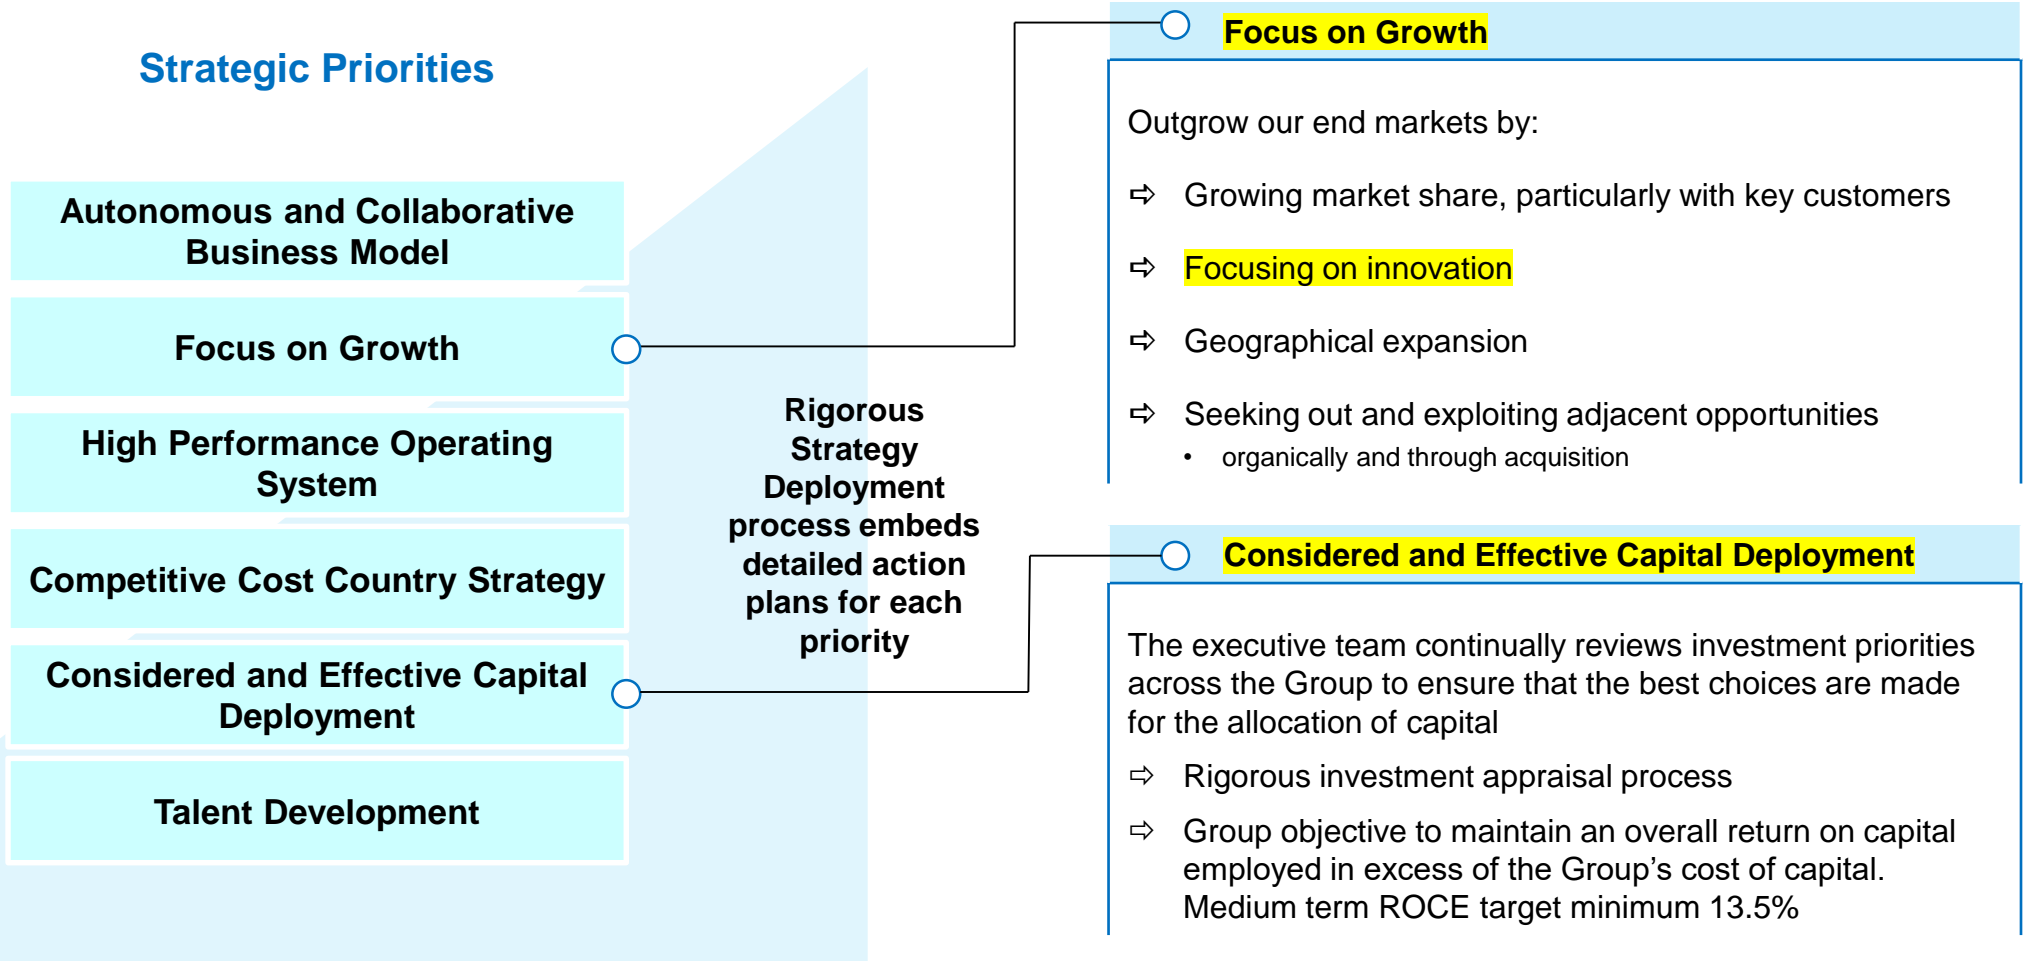 Strategic Priorities
Autonomous and Collaborative
Business Model
Focus on Growth
High Performance Operating
System
Competitive Cost Country Strategy
Considered and Effective Capital
Deployment
Talent Development
Rigorous
Strategy
Deployment
process embeds
detailed action
plans for each
priority
Focus on Growth
Outgrow our end markets by:
⇨ Growing market share, particularly with key customers
⇨ Focusing on innovation
⇨ Geographical expansion
⇨ Seeking out and exploiting adjacent opportunities
• organically and through acquisition
Considered and Effective Capital Deployment
The executive team continually reviews investment priorities
across the Group to ensure that the best choices are made
for the allocation of capital
⇨ Rigorous investment appraisal process
⇨ Group objective to maintain an overall return on capital
employed in excess of the Group’s cost of capital.
Medium term ROCE target minimum 13.5%